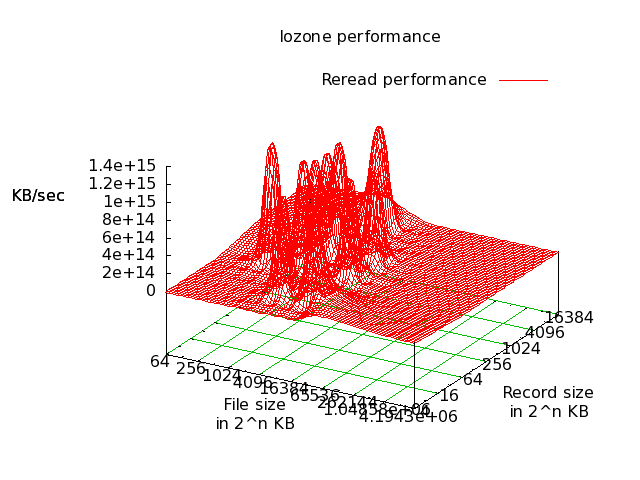 Iozone performance
Reread performance
1.4e+15
1.2e+15
1e+15
8e+14
6e+14
4e+14
2e+14
0
KB/sec
64
256
1024
4096
16384
65536
262144
1.04858e+06
4.1943e+06
File size
in 2^n KB
4
16
64
256
1024
4096
16384
Record size
in 2^n KB